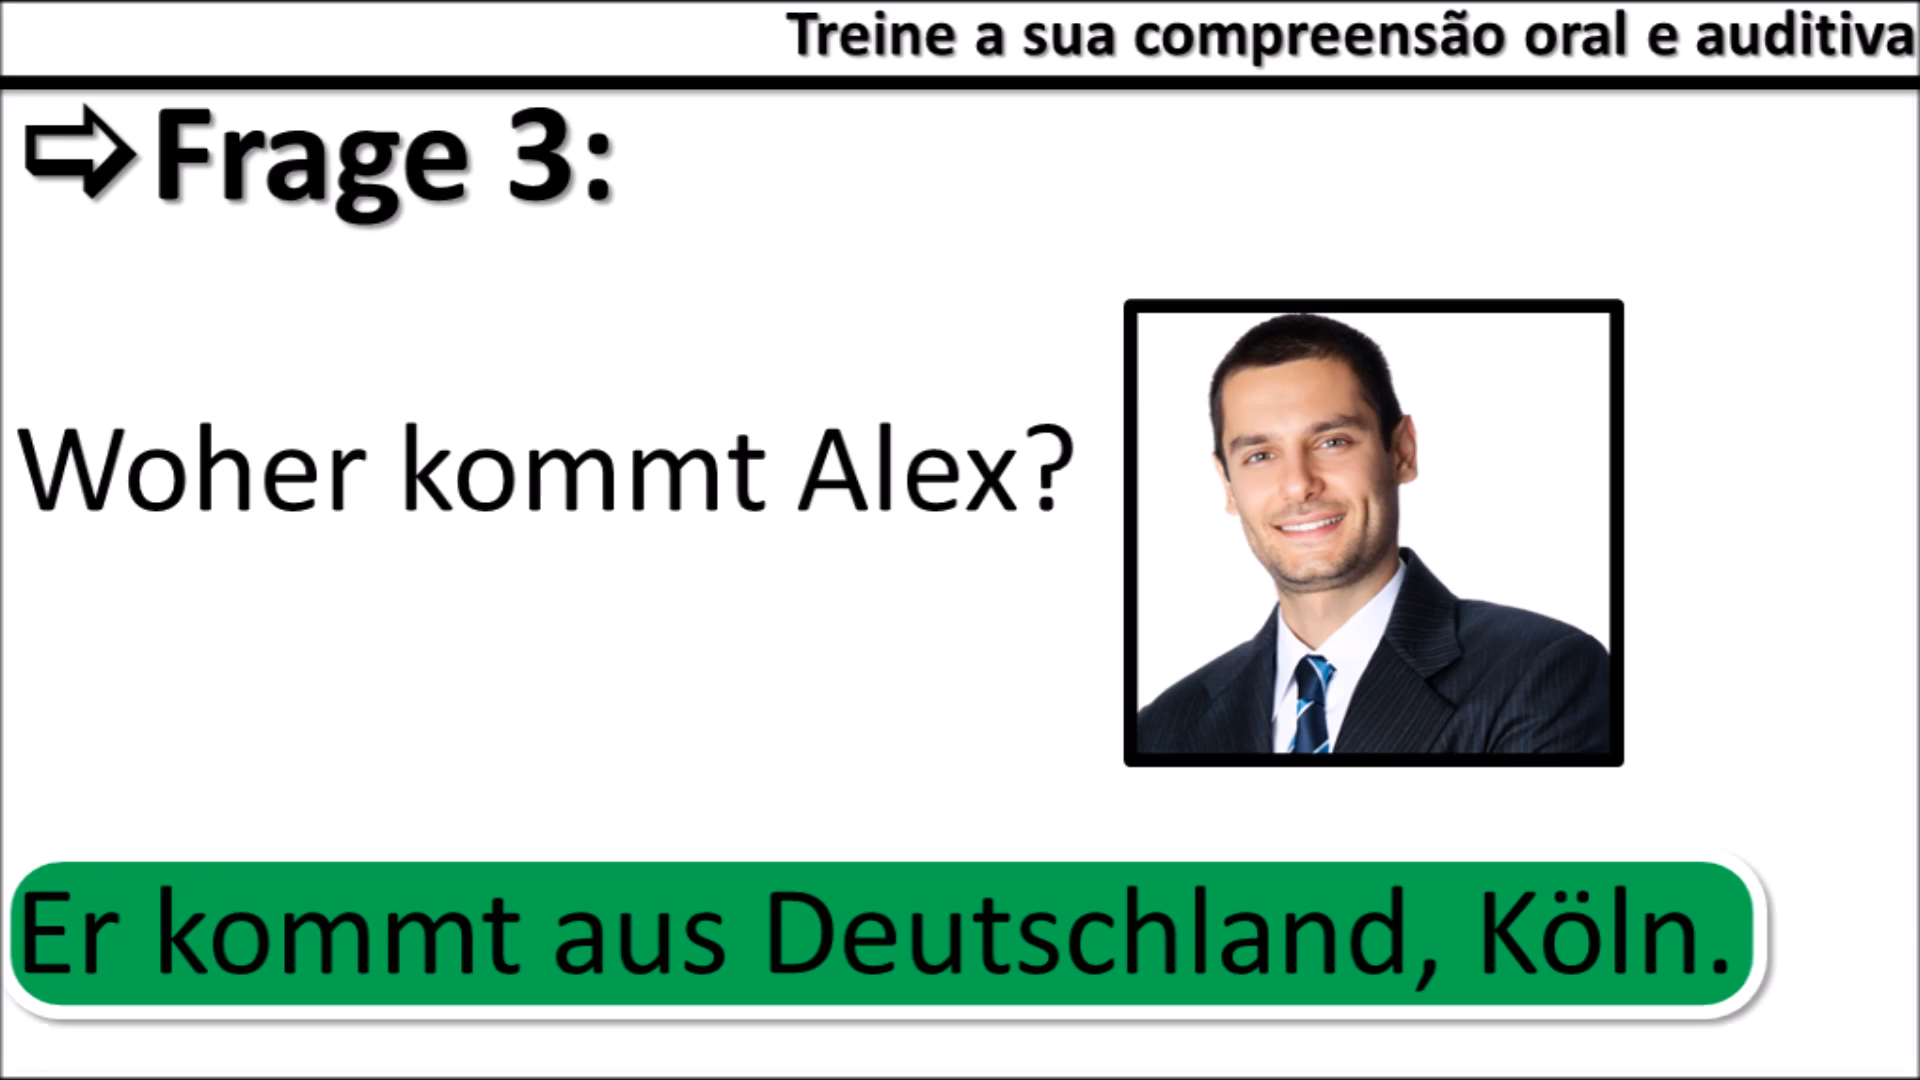 Treine a sua compreensão oral e auditiva
⇨Frage 3:
Woher kommt Alex?
Er kommt aus Deutschland, Köln.